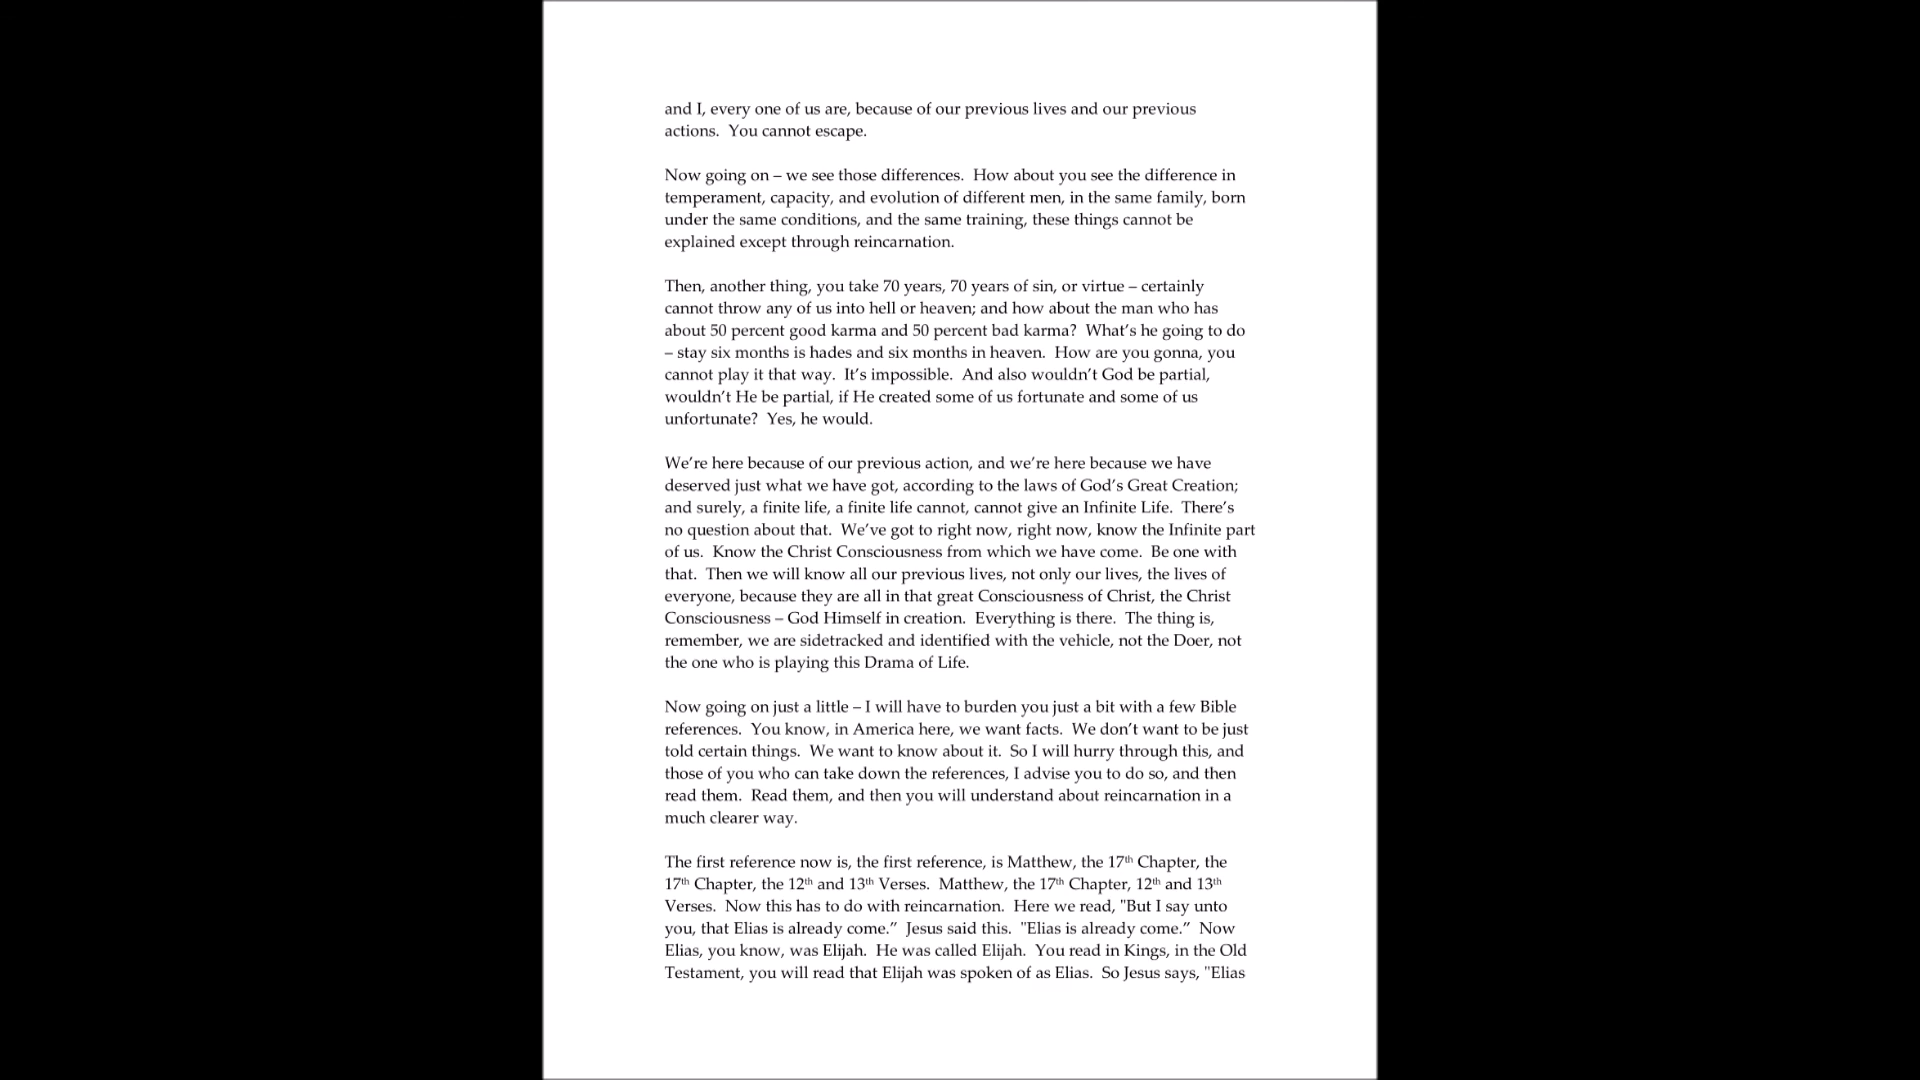 and I, every one of us are, because of our previous lives and our previous
actions.  You cannot escape.
Now going on – we see those differences.  How about you see the difference in
temperament, capacity, and evolution of different men, in the same family, born
under the same conditions, and the same training, these things cannot be
explained except through reincarnation.
Then, another thing, you take 70 years, 70 years of sin, or virtue – certainly
cannot throw any of us into hell or heaven; and how about the man who has
about 50 percent good karma and 50 percent bad karma?  What’s he going to do
– stay six months is hades and six months in heaven.  How are you gonna, you
cannot play it that way.  It’s impossible.  And also wouldn’t God be partial,
wouldn’t He be partial, if He created some of us fortunate and some of us
unfortunate?  Yes, he would.
We’re here because of our previous action, and we’re here because we have
deserved just what we have got, according to the laws of God’s Great Creation;
and surely, a finite life, a finite life cannot, cannot give an Infinite Life.  There’s
no question about that.  We’ve got to right now, right now, know the Infinite part
of us.  Know the Christ Consciousness from which we have come.  Be one with
that.  Then we will know all our previous lives, not only our lives, the lives of
everyone, because they are all in that great Consciousness of Christ, the Christ
Consciousness – God Himself in creation.  Everything is there.  The thing is,
remember, we are sidetracked and identified with the vehicle, not the Doer, not
the one who is playing this Drama of Life.
Now going on just a little – I will have to burden you just a bit with a few Bible
references.  You know, in America here, we want facts.  We don’t want to be just
told certain things.  We want to know about it.  So I will hurry through this, and
those of you who can take down the references, I advise you to do so, and then
read them.  Read them, and then you will understand about reincarnation in a
much clearer way.
The first reference now is, the first reference, is Matthew, the 17th Chapter, the
17th Chapter, the 12th and 13th Verses.  Matthew, the 17th Chapter, 12th and 13th
Verses.  Now this has to do with reincarnation.  Here we read, "But I say unto
you, that Elias is already come.”  Jesus said this.  "Elias is already come.”  Now
Elias, you know, was Elijah.  He was called Elijah.  You read in Kings, in the Old
Testament, you will read that Elijah was spoken of as Elias.  So Jesus says, "Elias